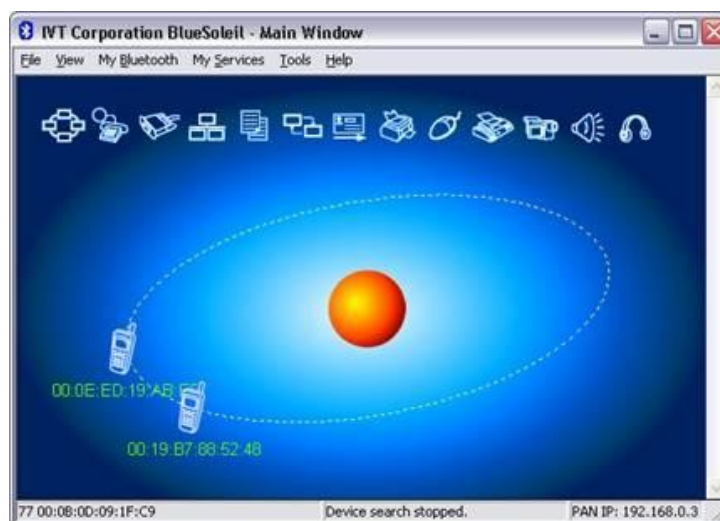 IVT Corporation BlueSoleil - Main Window
File View My Bluetooth My Services Tools Help
00:0E:ED:19:AB:
00:19:B7:88:52:48
77 00:0B:0D:09:1F:C9 Device search stopped. PAN IP: 192.168.0.3